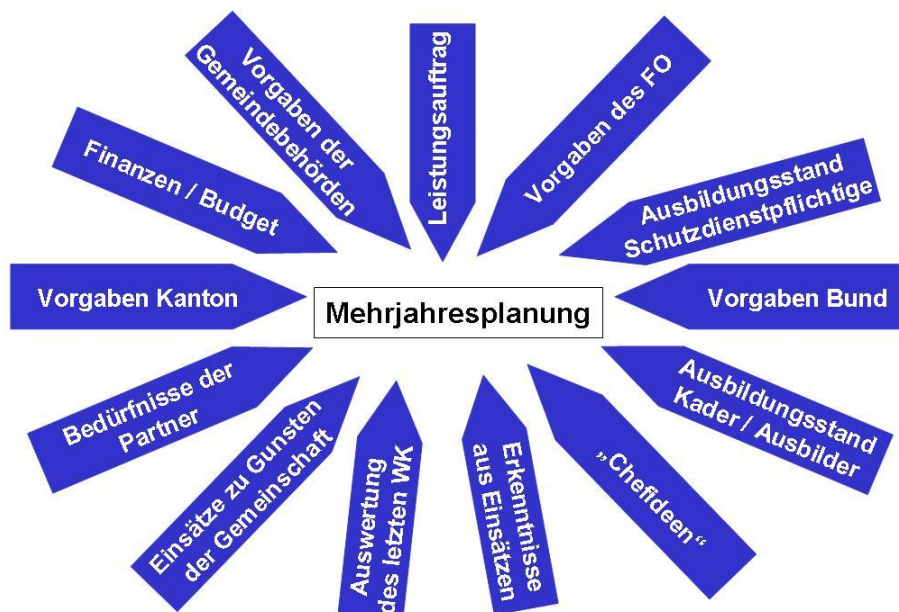 Leistungsauftrag
Vorgaben des FO
Ausbildungsstand
Schutzdienstpflichtige
Vorgaben Bund
Ausbildungsstand
Kader / Ausbilder
„Chefideen“
Erkenntnisse
aus Einsätzen
Auswertung
des letzten WK
Einsätze zu Gunsten
der Gemeinschaft
Bedürfnisse der
Partner
Vorgaben Kanton
Finanzen / Budget
Vorgaben der
Gemeindebehörden
Mehrjahresplanung